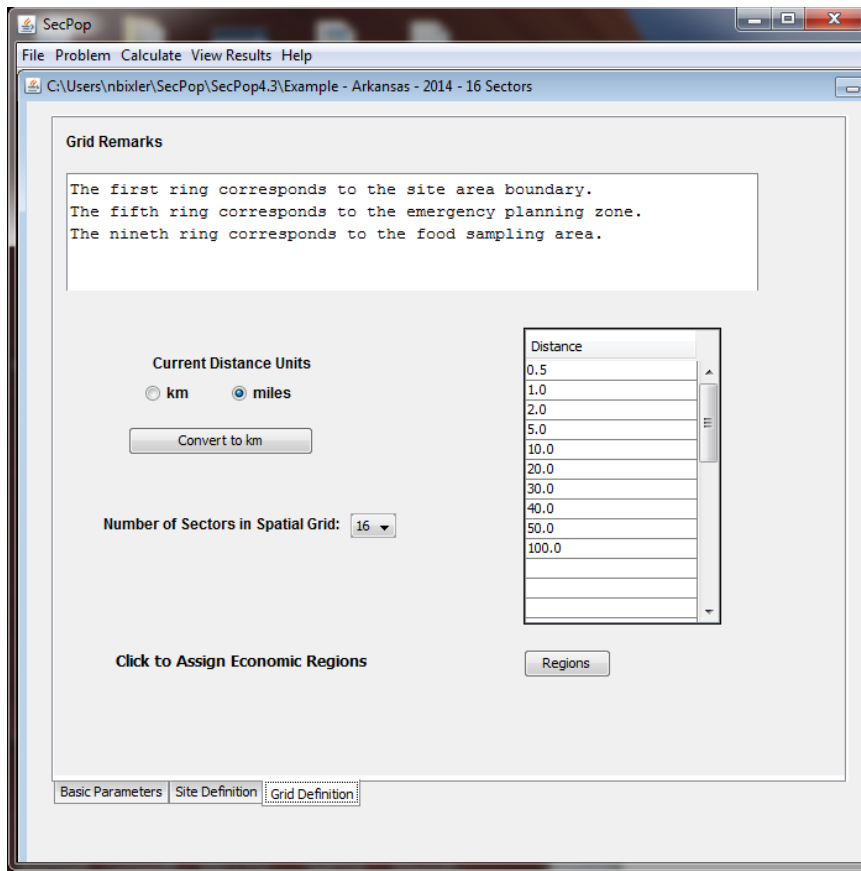 SecPop
File Problem Calculate View Results Help
C:\Users\nbixler\SecPop\SecPop4.3\Example - Arkansas - 2014 - 16 Sectors
Grid Remarks
The first ring corresponds to the site area boundary.
The fifth ring corresponds to the emergency planning zone.
The nineth ring corresponds to the food sampling area.
Current Distance Units
km miles
Convert to km
Number of Sectors in Spatial Grid: 16
Distance
0.5
1.0
2.0
5.0
10.0
20.0
30.0
40.0
50.0
100.0
Click to Assign Economic Regions
Regions
Basic Parameters Site Definition Grid Definition